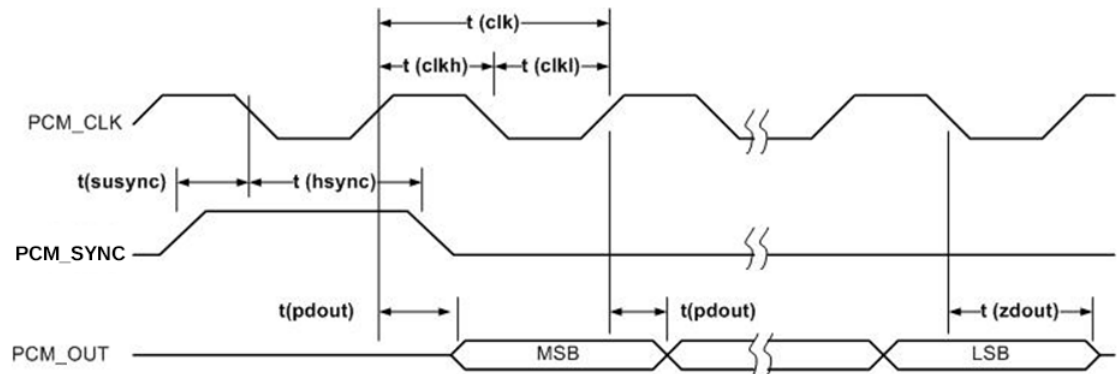 t (clk)
t (clkh)
t (clkl)
PCM_CLK
t(susync)
t (hsync)
PCM_SYNC
t(pdout)
t(pdout)
t (zdout)
PCM_OUT
MSB
LSB